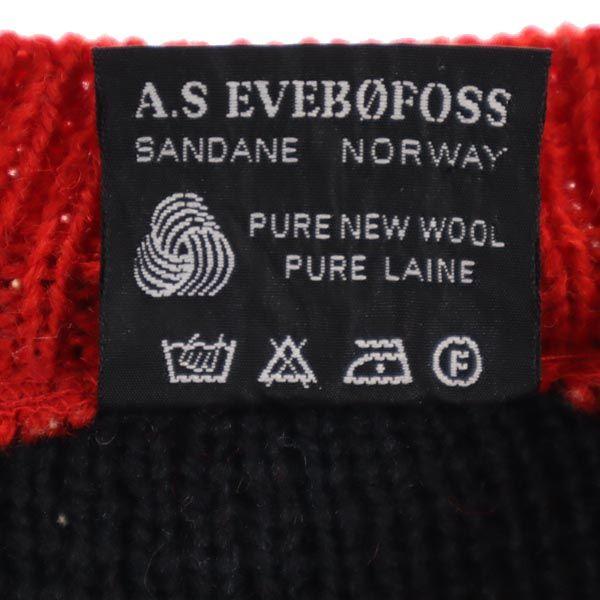 A.S EVEBØFOSS
SANDANE NORWAY
PURE NEW WOOL
PURE LAINE
F